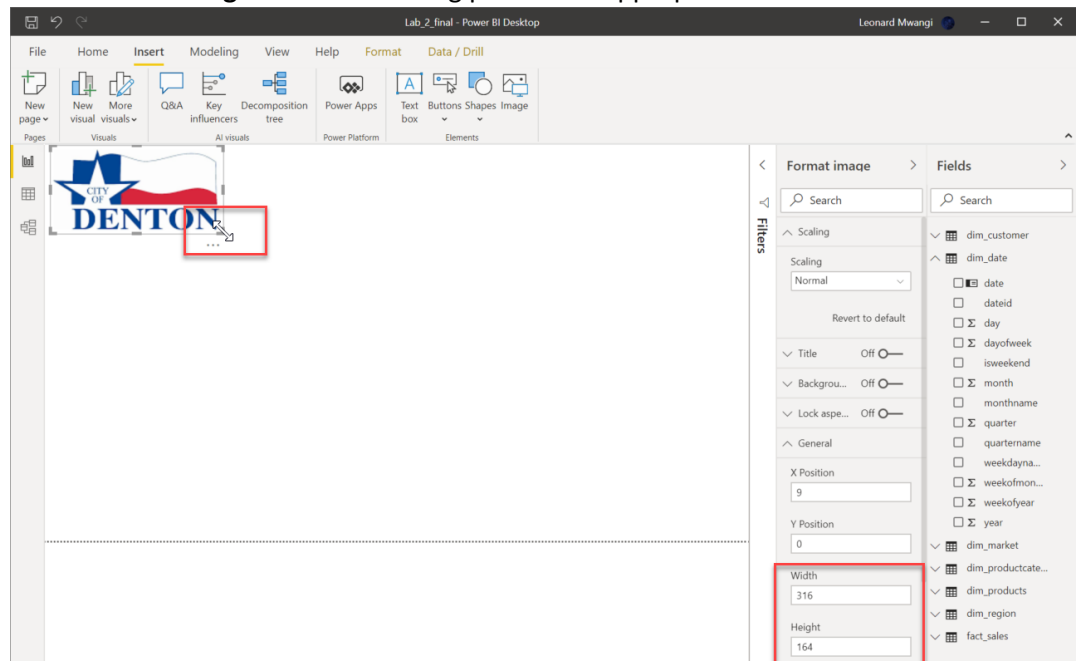 Lab_2_final - Power BI Desktop
Leonard Mwangi
File Home Insert Modeling View Help Format Data / Drill
New page
New visual
More visuals
Q&A
Key influencers
Decomposition tree
Power Apps
Text box
Buttons
Shapes
Image
Pages
Visuals
AI visuals
Power Platform
Elements
CITY
OF
DENTON
...
Filters
Format image
Search
Scaling
Scaling
Normal
Revert to default
Title Off
Backgrou... Off
Lock aspe... Off
General
X Position
9
Y Position
0
Width
316
Height
164
Fields
Search
dim_customer
dim_date
date
dateid
Σ day
Σ dayofweek
isweekend
Σ month
monthname
Σ quarter
quartername
weekdayna...
Σ weekofmon...
Σ weekofyear
Σ year
dim_market
dim_productcate...
dim_products
dim_region
fact_sales